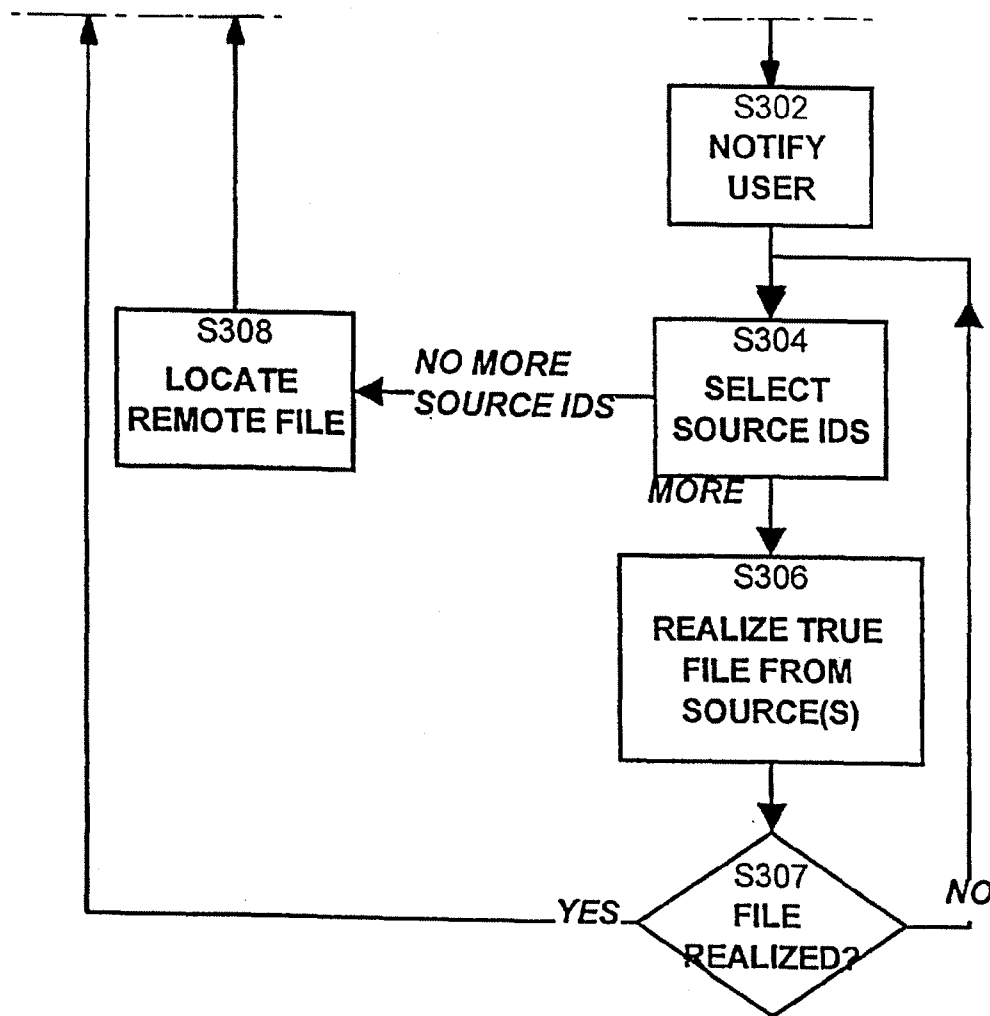 S302
NOTIFY
USER
S304
SELECT
SOURCE IDS
NO MORE
SOURCE IDS
S308
LOCATE
REMOTE FILE
MORE
S306
REALIZE TRUE
FILE FROM
SOURCE(S)
S307
FILE
REALIZED?
YES
NO